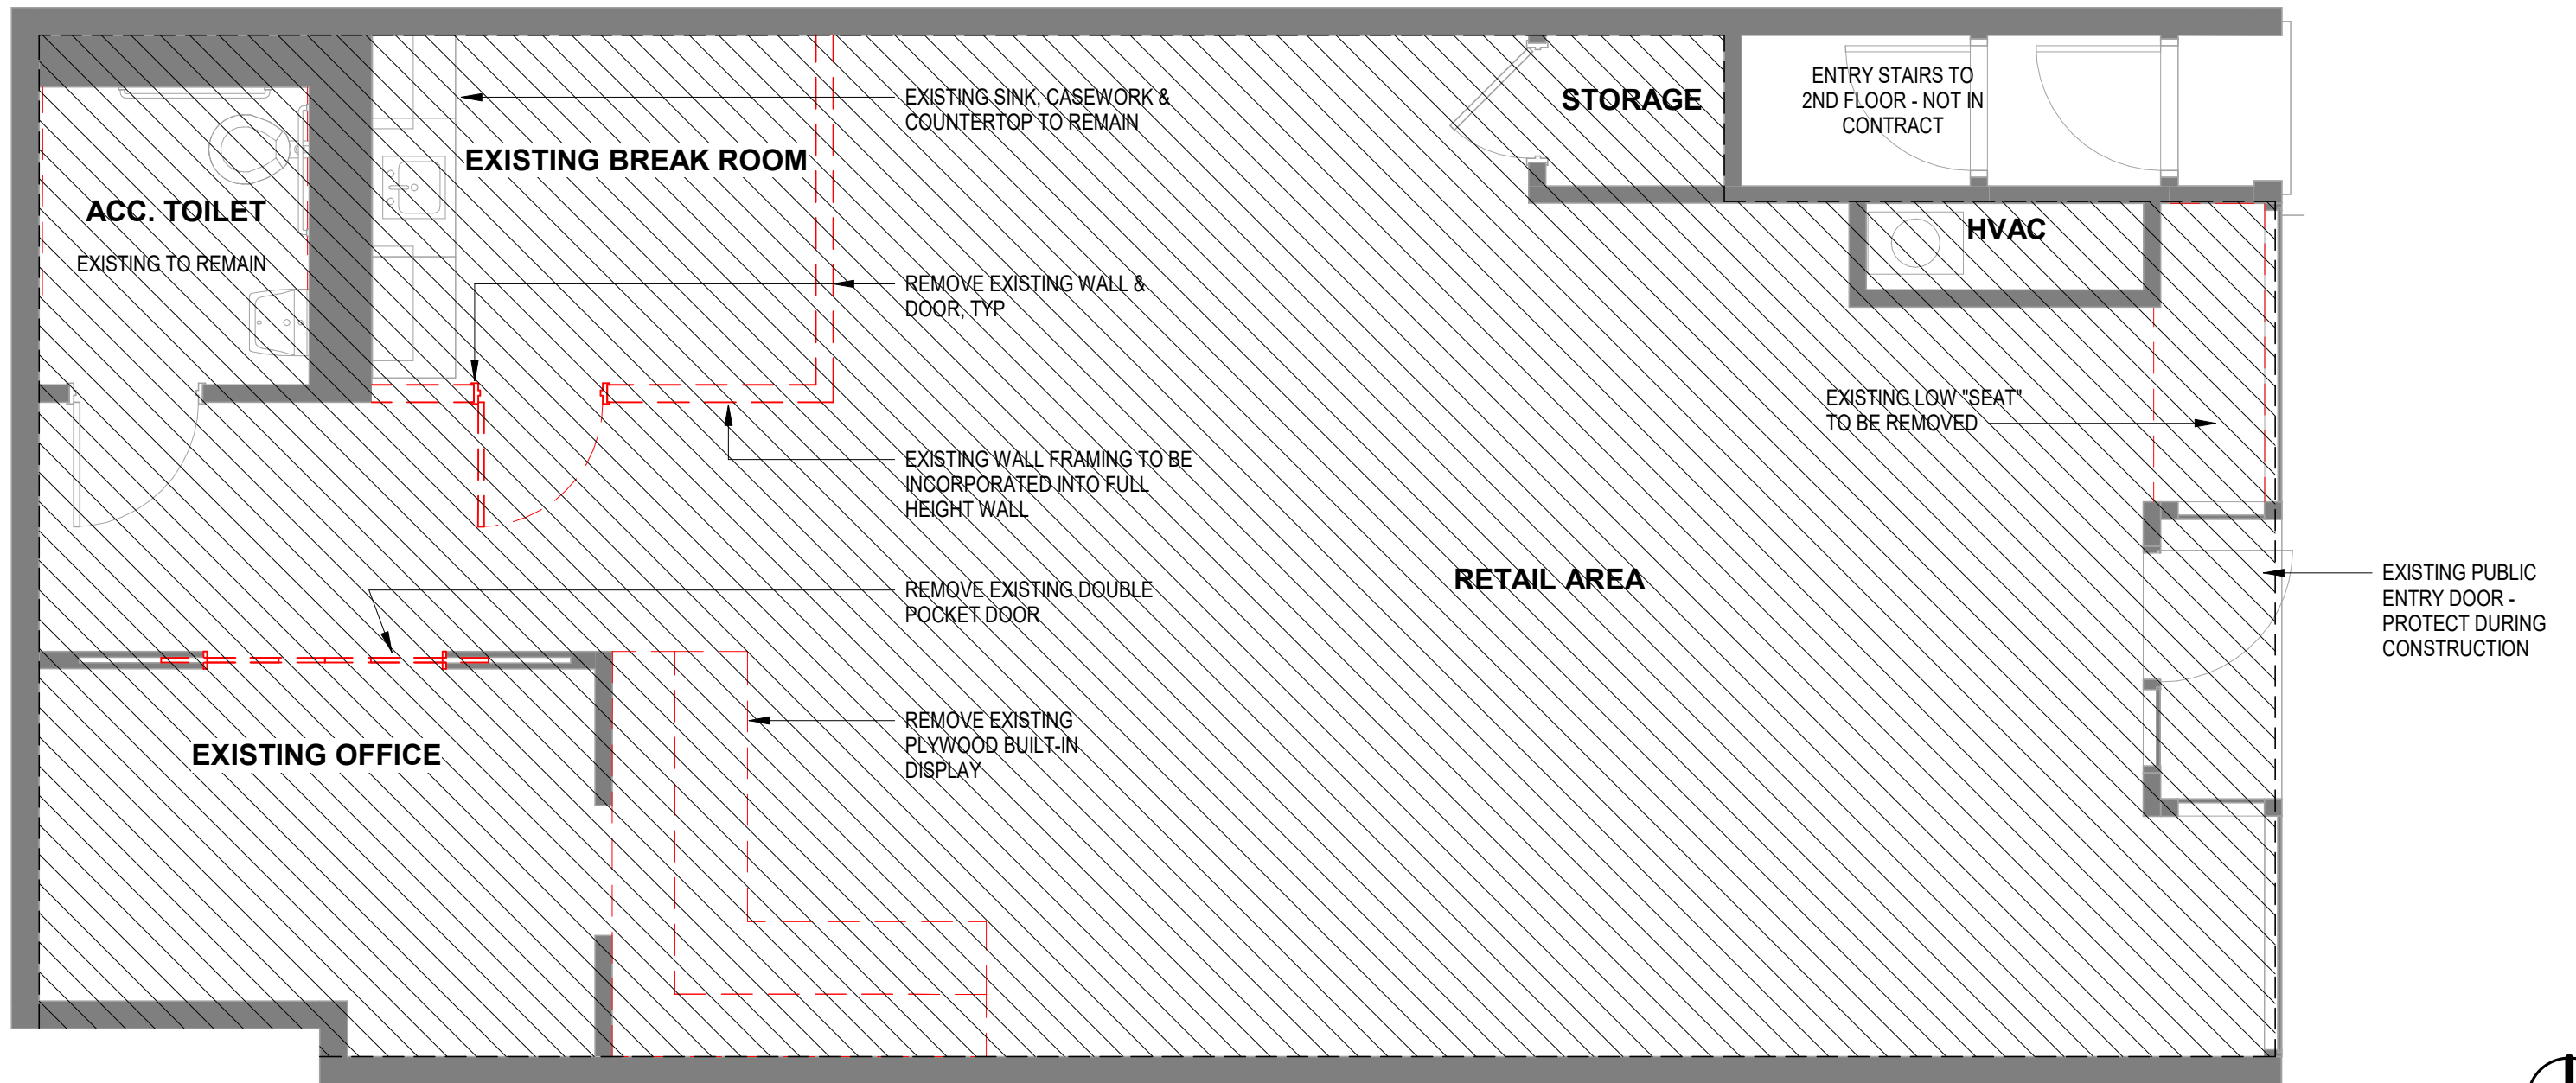 ENTRY STAIRS TO
2ND FLOOR - NOT IN
CONTRACT
STORAGE
EXISTING SINK, CASEWORK &
COUNTERTOP TO REMAIN
EXISTING BREAK ROOM
ACC. TOILET
EXISTING TO REMAIN
HVAC
REMOVE EXISTING WALL &
DOOR, TYP
EXISTING LOW "SEAT"
TO BE REMOVED
EXISTING WALL FRAMING TO BE
INCORPORATED INTO FULL
HEIGHT WALL
RETAIL AREA
EXISTING PUBLIC
ENTRY DOOR -
PROTECT DURING
CONSTRUCTION
REMOVE EXISTING DOUBLE
POCKET DOOR
REMOVE EXISTING
PLYWOOD BUILT-IN
DISPLAY
EXISTING OFFICE